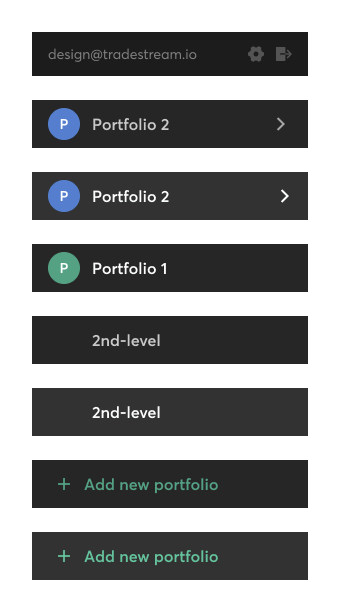 design@tradestream.io
P Portfolio 2
P Portfolio 2
P Portfolio 1
2nd-level
2nd-level
+ Add new portfolio
+ Add new portfolio